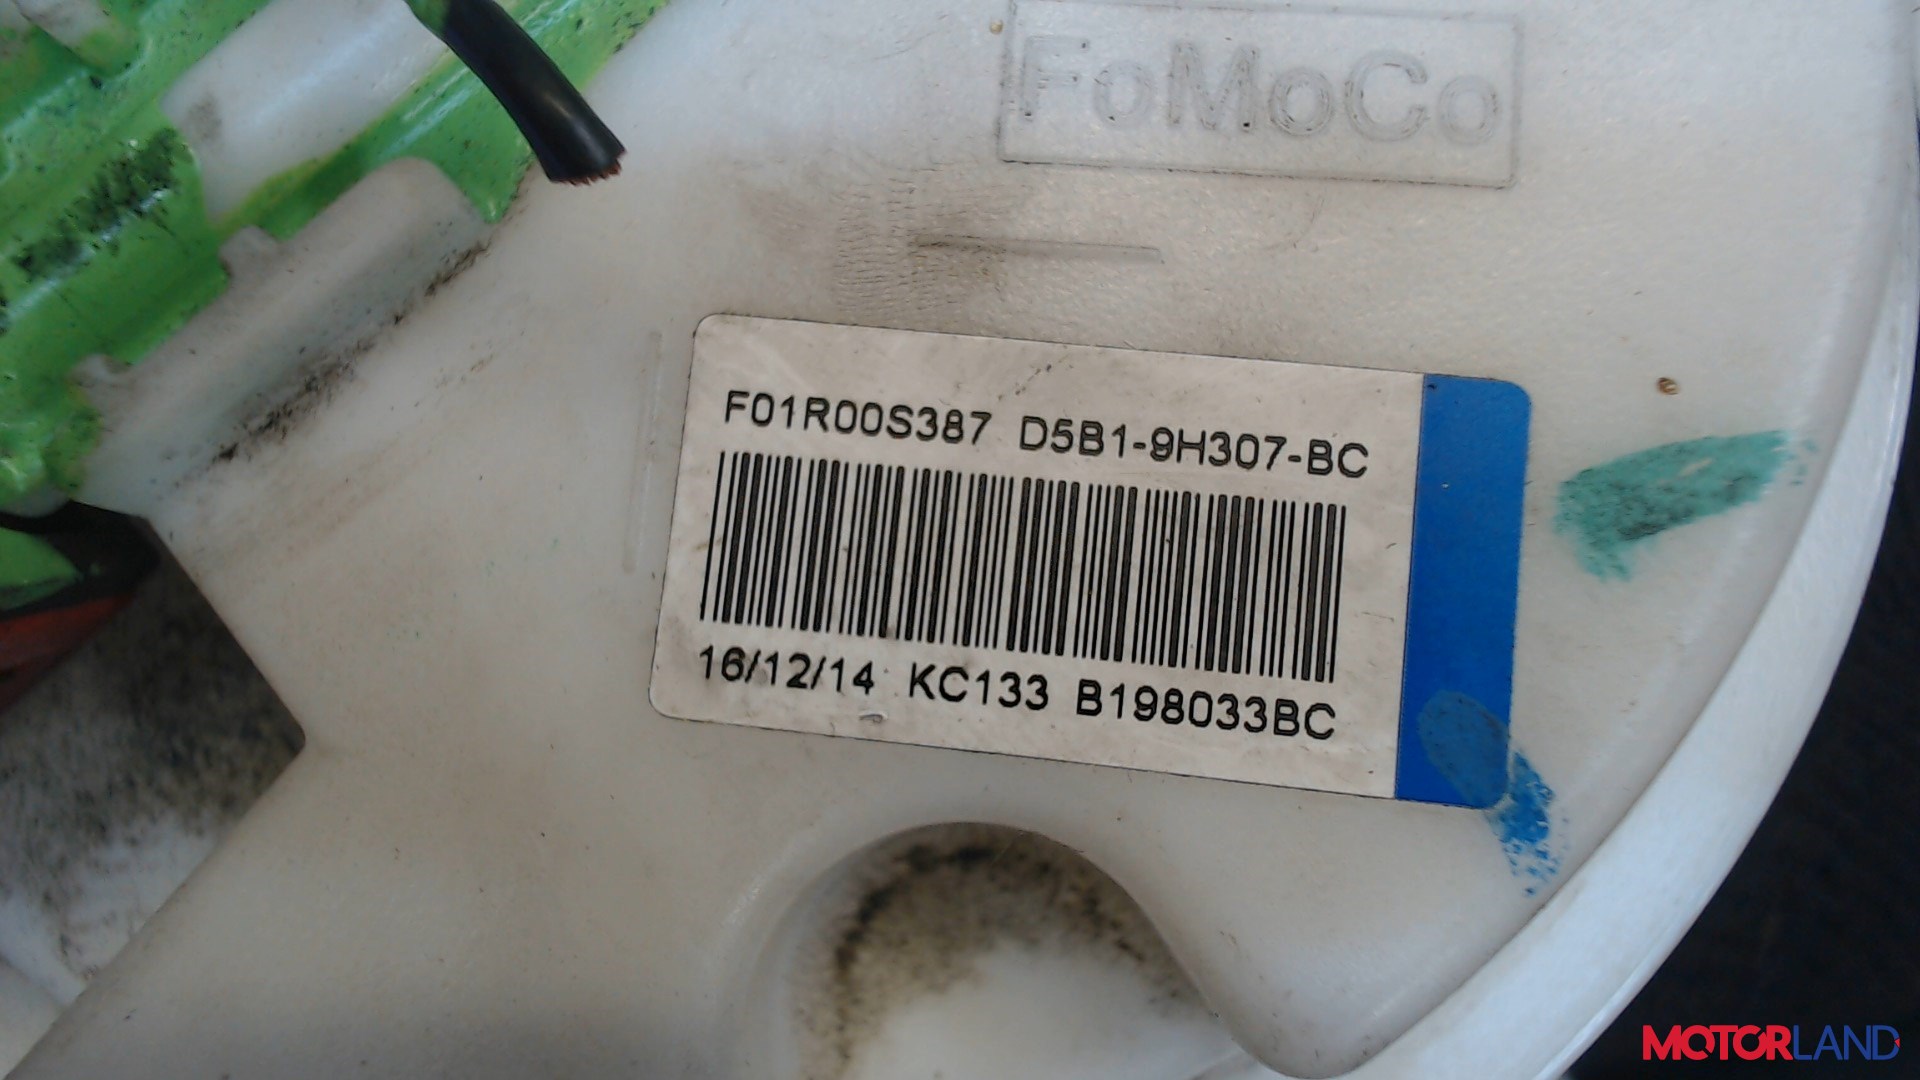 FoMoCo
F01R00S387 D5B1-9H307-BC
16/12/14 KC133 B198033BC
MOTORLAND